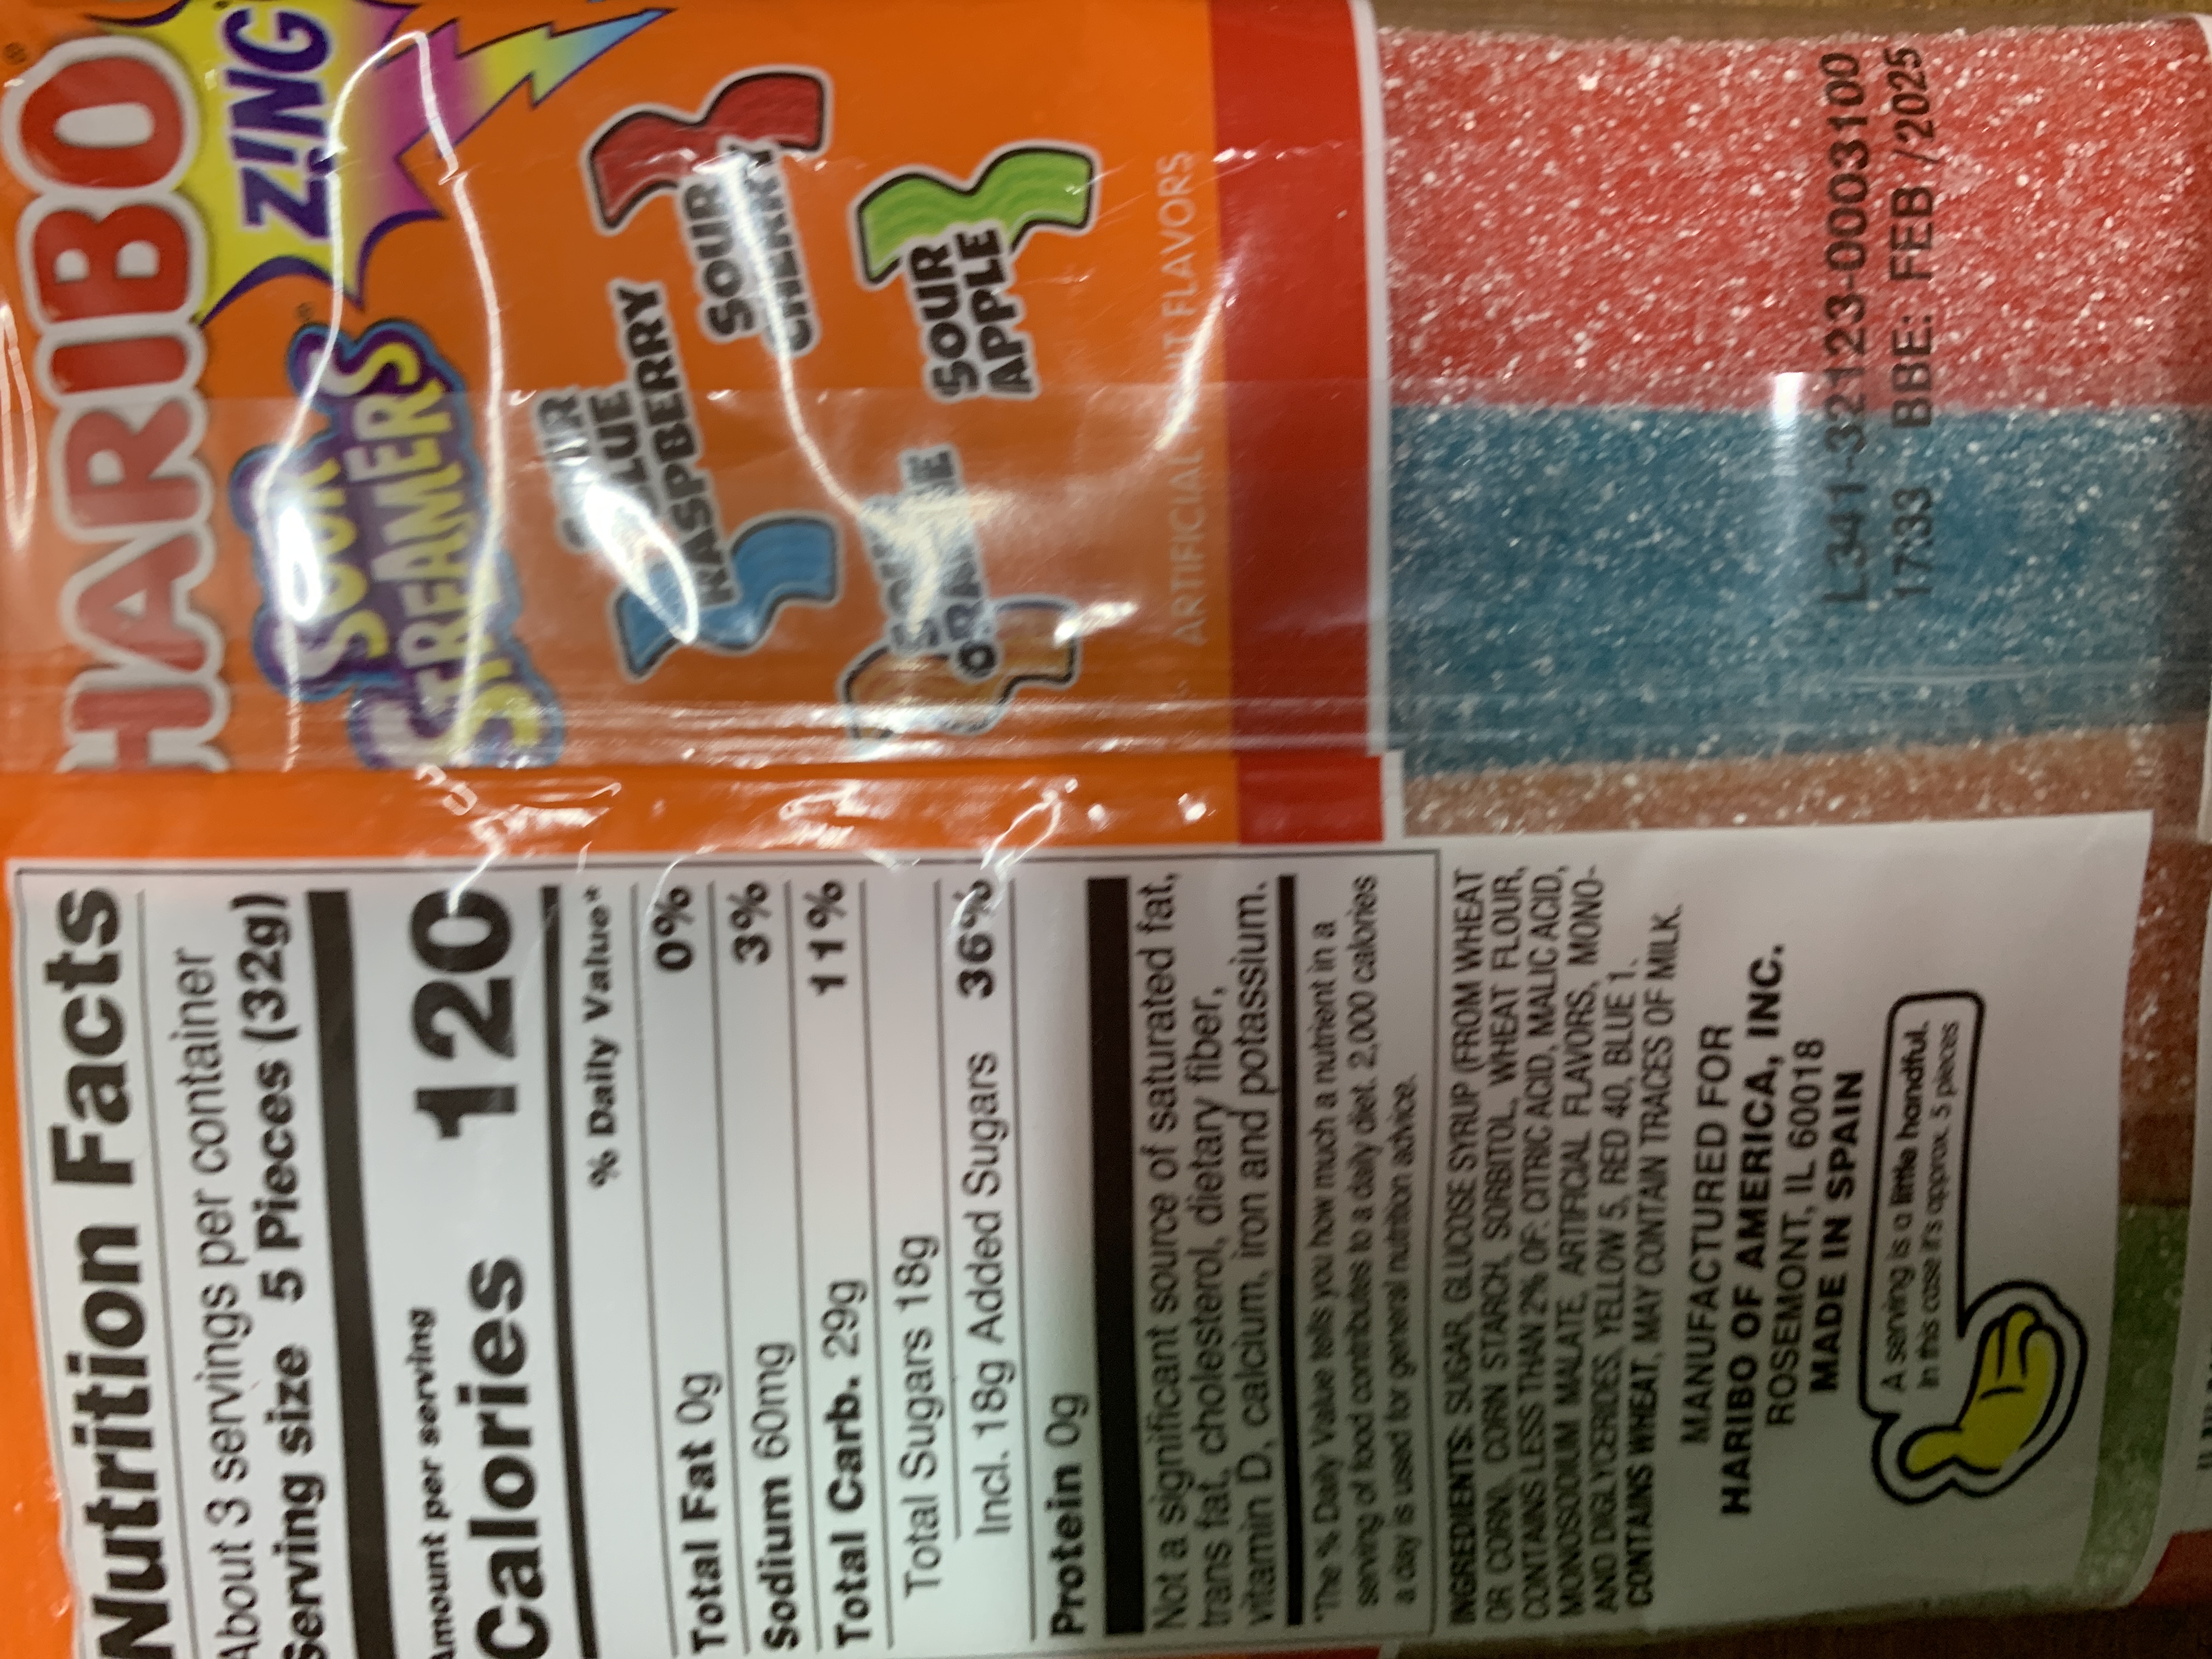 HARIBO
ZING
SOUR
STREAMERS
BLUE
RASPBERRY
SOUR
CHERRY
SOUR
APPLE
ARTIFICIAL FLAVORS
L341-32123-0003100
17:33 BBE: FEB /2025
Nutrition Facts
About 3 servings per container
Serving size 5 Pieces (32g)
Amount per serving
Calories 120
% Daily Value*
Total Fat 0g 0%
Sodium 60mg 3%
Total Carb. 29g 11%
Total Sugars 18g
Incl. 18g Added Sugars 36%
Protein 0g
Not a significant source of saturated fat,
trans fat, cholesterol, dietary fiber,
vitamin D, calcium, iron and potassium.
*The % Daily Value tells you how much a nutrient in a
serving of food contributes to a daily diet. 2,000 calories
a day is used for general nutrition advice.
INGREDIENTS: SUGAR, GLUCOSE SYRUP (FROM WHEAT
OR CORN), CORN STARCH, SORBITOL, WHEAT FLOUR,
CONTAINS LESS THAN 2% OF: CITRIC ACID, MALIC ACID,
MONOSODIUM MALATE, ARTIFICIAL FLAVORS, MONO-
AND DIGLYCERIDES, YELLOW 5, RED 40, BLUE 1.
CONTAINS WHEAT, MAY CONTAIN TRACES OF MILK.
MANUFACTURED FOR
HARIBO OF AMERICA, INC.
ROSEMONT, IL 60018
MADE IN SPAIN
A serving is a little handful.
In this case it's approx. 5 pieces